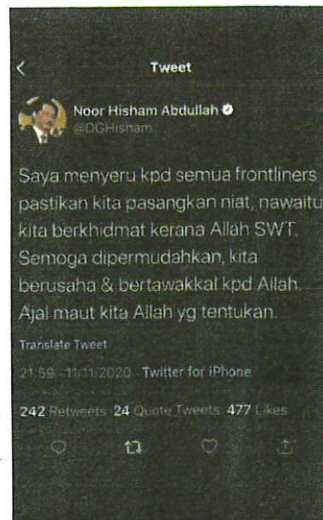 Tweet
Noor Hisham Abdullah
@DGHisham
Saya menyeru kpd semua frontliners
pastikan kita pasangkan niat, nawaitu
kita berkhidmat kerana Allah SWT.
Semoga dipermudahkan, kita
berusaha & bertawakkal kpd Allah.
Ajal maut kita Allah yg tentukan.
Translate Tweet
21:59 · 11/11/2020 · Twitter for iPhone
242 Retweets 24 Quote Tweets 477 Likes